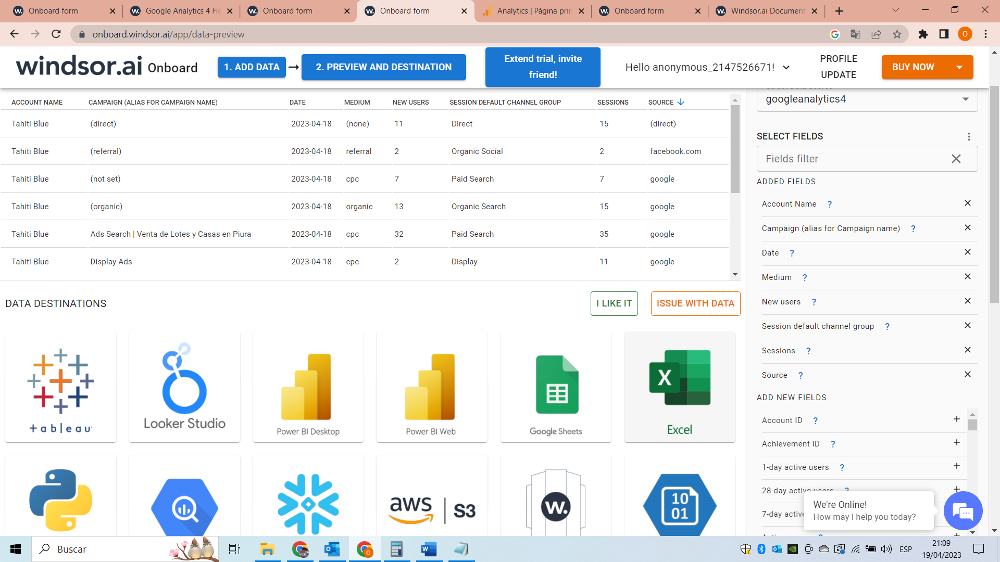 Onboard form
Google Analytics 4 Fie
Onboard form
Onboard form
Analytics | Página prin
Onboard form
Windsor.ai Document
onboard.windsor.ai/app/data-preview
O
windsor.ai Onboard
1. ADD DATA
2. PREVIEW AND DESTINATION
Extend trial, invite
friend!
Hello anonymous_2147526671!
PROFILE
UPDATE
BUY NOW
ACCOUNT NAME CAMPAIGN (ALIAS FOR CAMPAIGN NAME) DATE MEDIUM NEW USERS SESSION DEFAULT CHANNEL GROUP SESSIONS SOURCE
Tahiti Blue (direct) 2023-04-18 (none) 11 Direct 15 (direct)
Tahiti Blue (referral) 2023-04-18 referral 2 Organic Social 2 facebook.com
Tahiti Blue (not set) 2023-04-18 cpc 7 Paid Search 7 google
Tahiti Blue (organic) 2023-04-18 organic 13 Organic Search 15 google
Tahiti Blue Ads Search | Venta de Lotes y Casas en Piura 2023-04-18 cpc 32 Paid Search 35 google
Tahiti Blue Display Ads 2023-04-18 cpc 2 Display 11 google
DATA DESTINATIONS
I LIKE IT
ISSUE WITH DATA
+ableau
Looker Studio
Power BI Desktop
Power BI Web
Google Sheets
X
Excel
aws | S3
W.
10
01
googleanalytics4
SELECT FIELDS
Fields filter
ADDED FIELDS
Account Name ?
Campaign (alias for Campaign name) ?
Date ?
Medium ?
New users ?
Session default channel group ?
Sessions ?
Source ?
ADD NEW FIELDS
Account ID ?
Achievement ID ?
1-day active users ?
28-day active users ?
7-day active
We're Online!
How may I help you today?
Buscar
ESP
21:09
19/04/2023